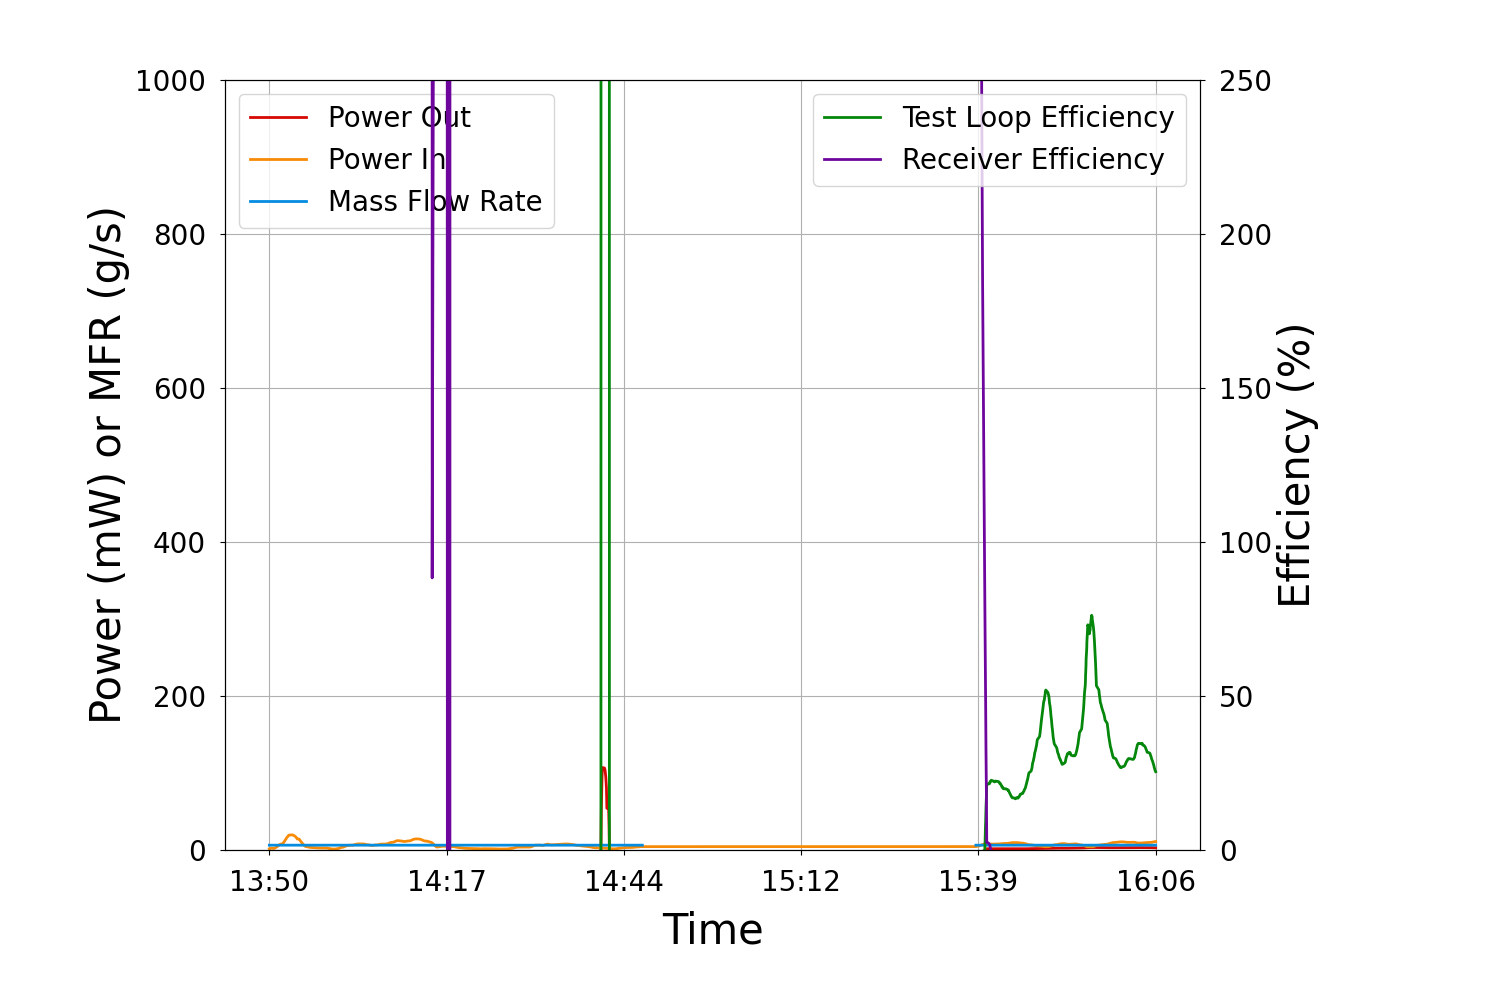 1000
800
600
400
200
0
Power (mW) or MFR (g/s)
Power Out
Power In
Mass Flow Rate
Test Loop Efficiency
Receiver Efficiency
250
200
150
100
50
0
Efficiency (%)
13:50 14:17 14:44 15:12 15:39 16:06
Time